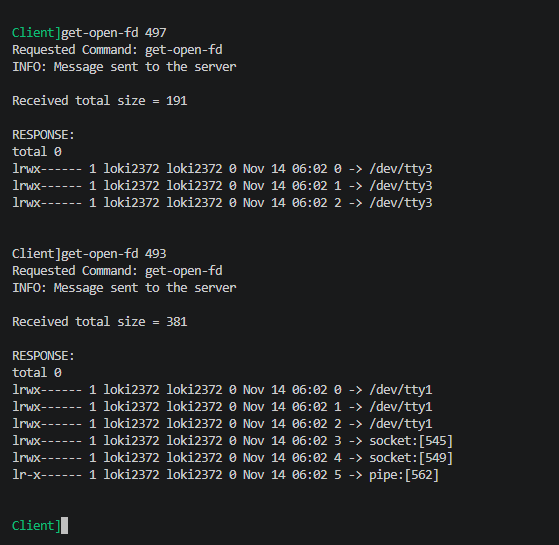 Client]get-open-fd 497
Requested Command: get-open-fd
INFO: Message sent to the server
Received total size = 191
RESPONSE:
total 0
lrwx------ 1 loki2372 loki2372 0 Nov 14 06:02 0 -> /dev/tty3
lrwx------ 1 loki2372 loki2372 0 Nov 14 06:02 1 -> /dev/tty3
lrwx------ 1 loki2372 loki2372 0 Nov 14 06:02 2 -> /dev/tty3
Client]get-open-fd 493
Requested Command: get-open-fd
INFO: Message sent to the server
Received total size = 381
RESPONSE:
total 0
lrwx------ 1 loki2372 loki2372 0 Nov 14 06:02 0 -> /dev/tty1
lrwx------ 1 loki2372 loki2372 0 Nov 14 06:02 1 -> /dev/tty1
lrwx------ 1 loki2372 loki2372 0 Nov 14 06:02 2 -> /dev/tty1
lrwx------ 1 loki2372 loki2372 0 Nov 14 06:02 3 -> socket:[545]
lrwx------ 1 loki2372 loki2372 0 Nov 14 06:02 4 -> socket:[549]
lr-x------ 1 loki2372 loki2372 0 Nov 14 06:02 5 -> pipe:[562]
Client]